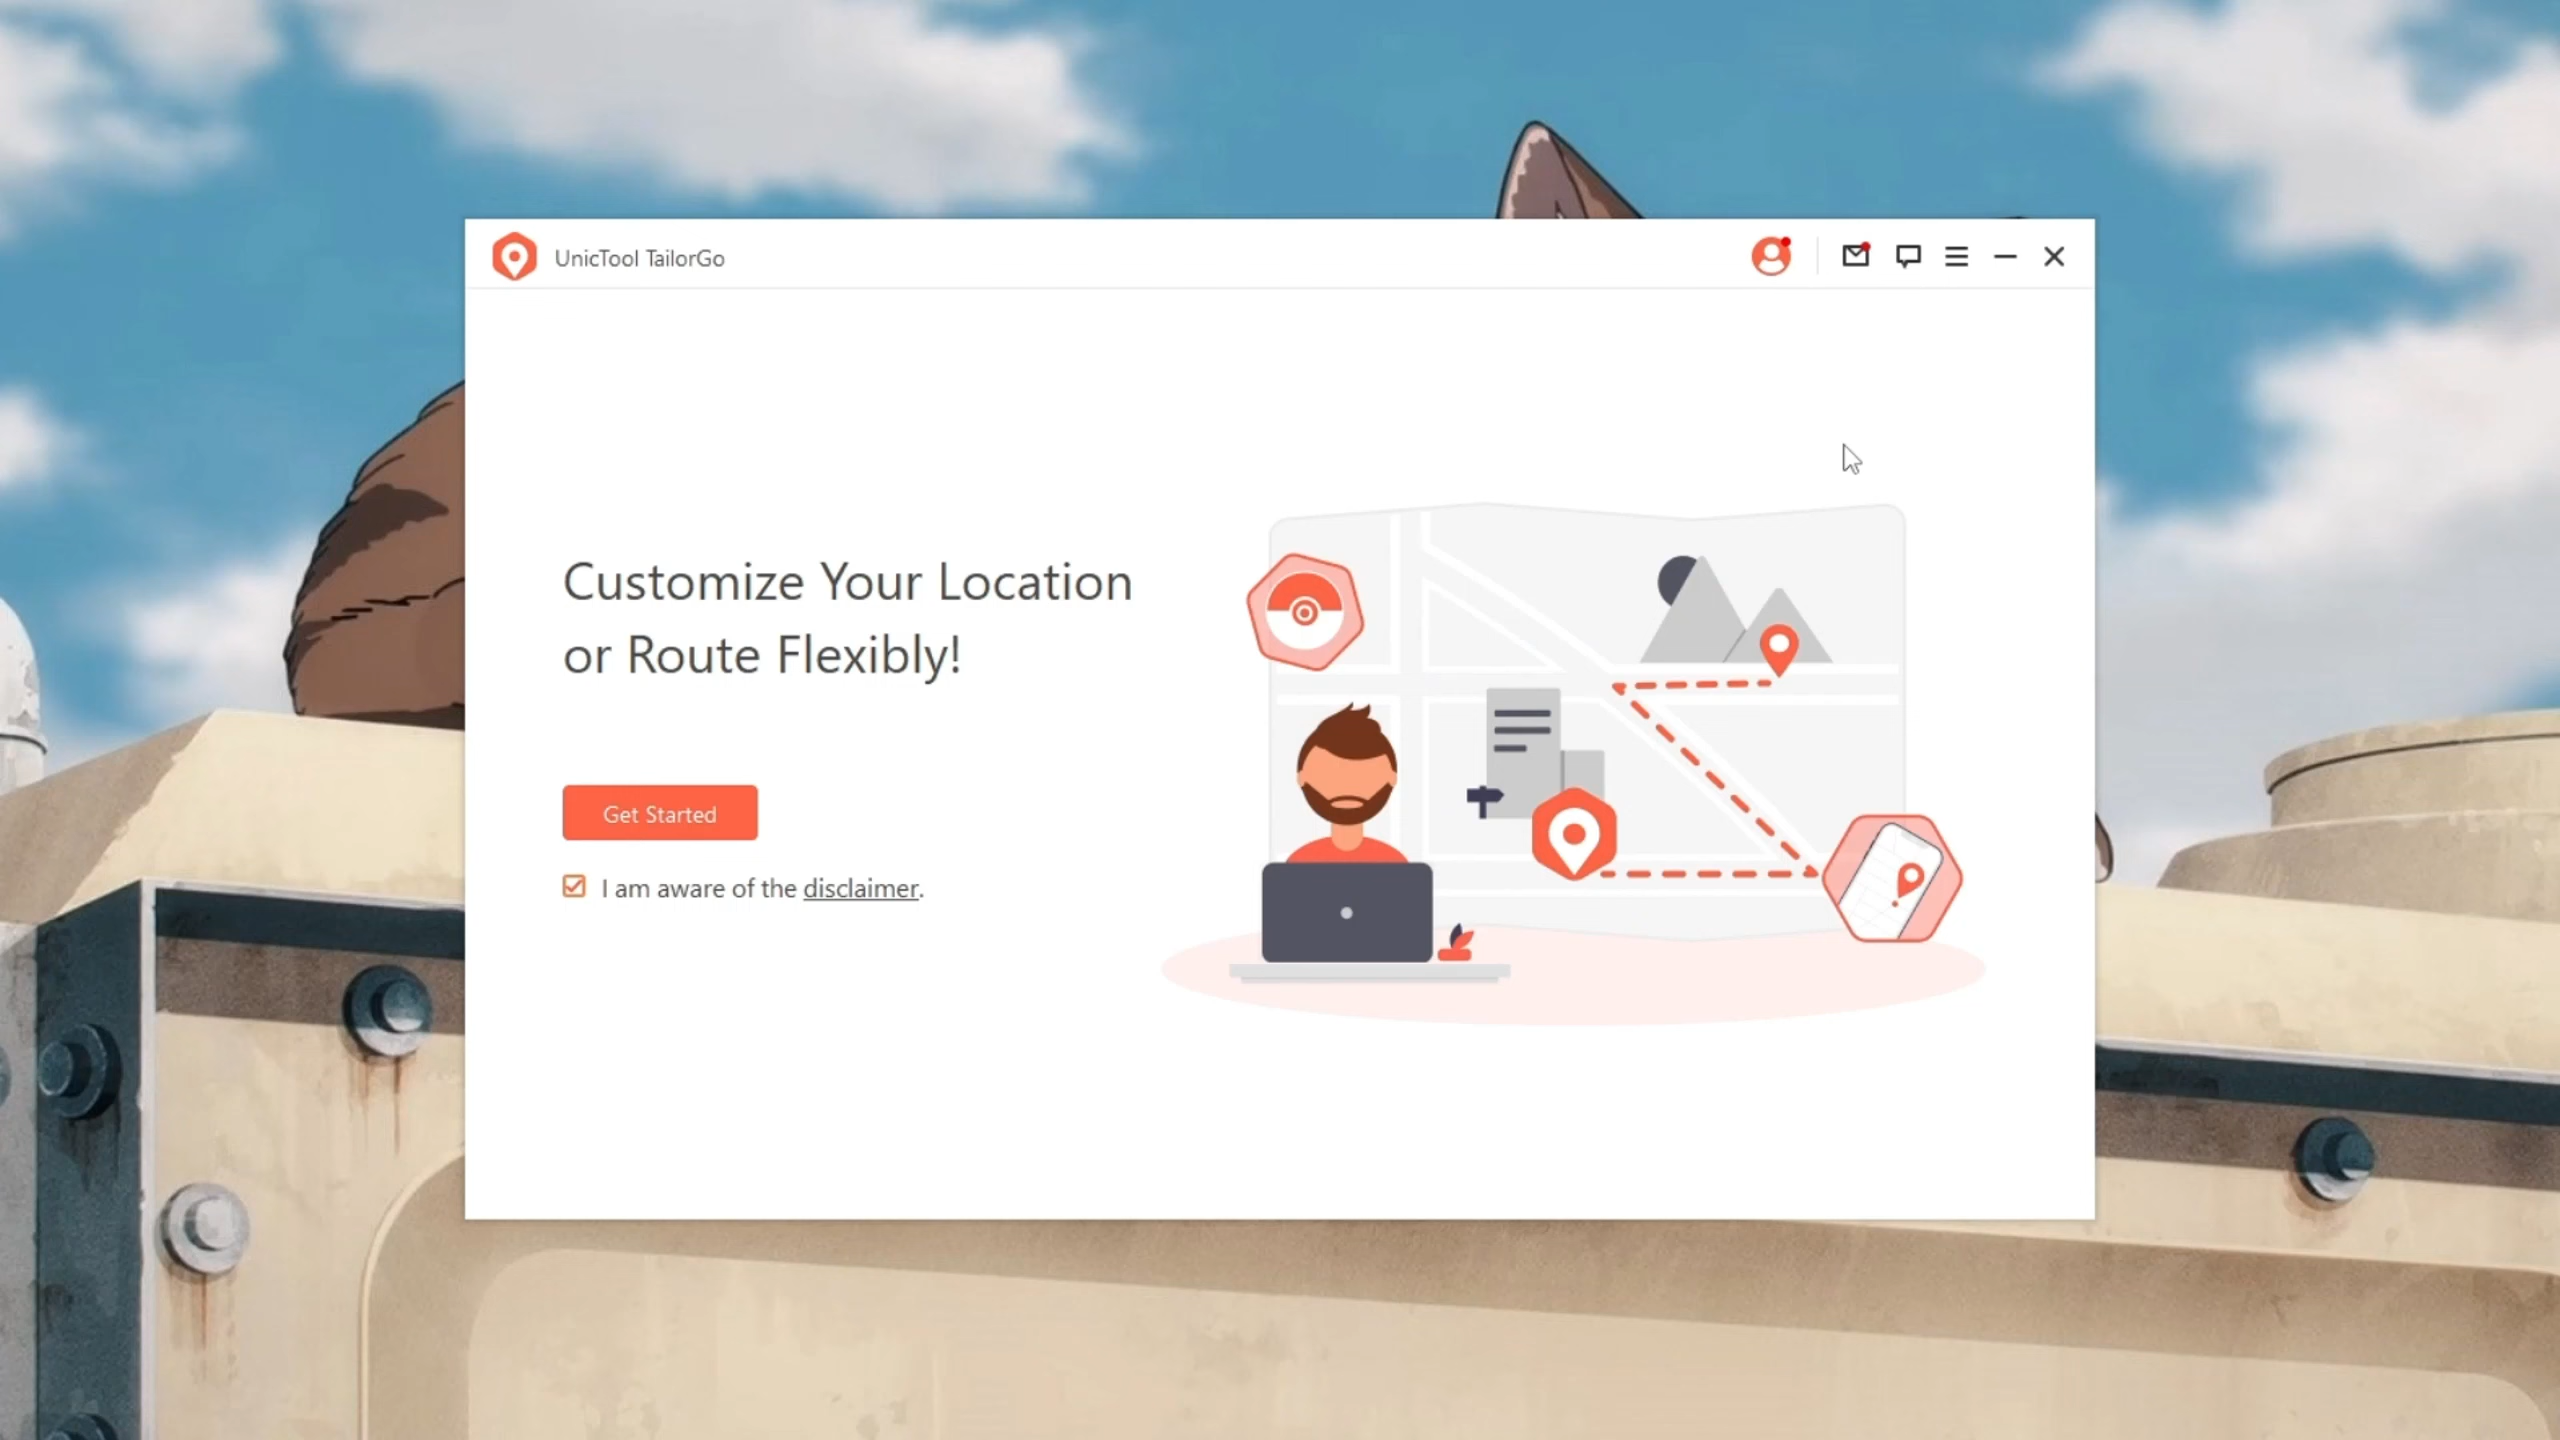 UnicTool TailorGo
Customize Your Location
or Route Flexibly!
Get Started
I am aware of the disclaimer.